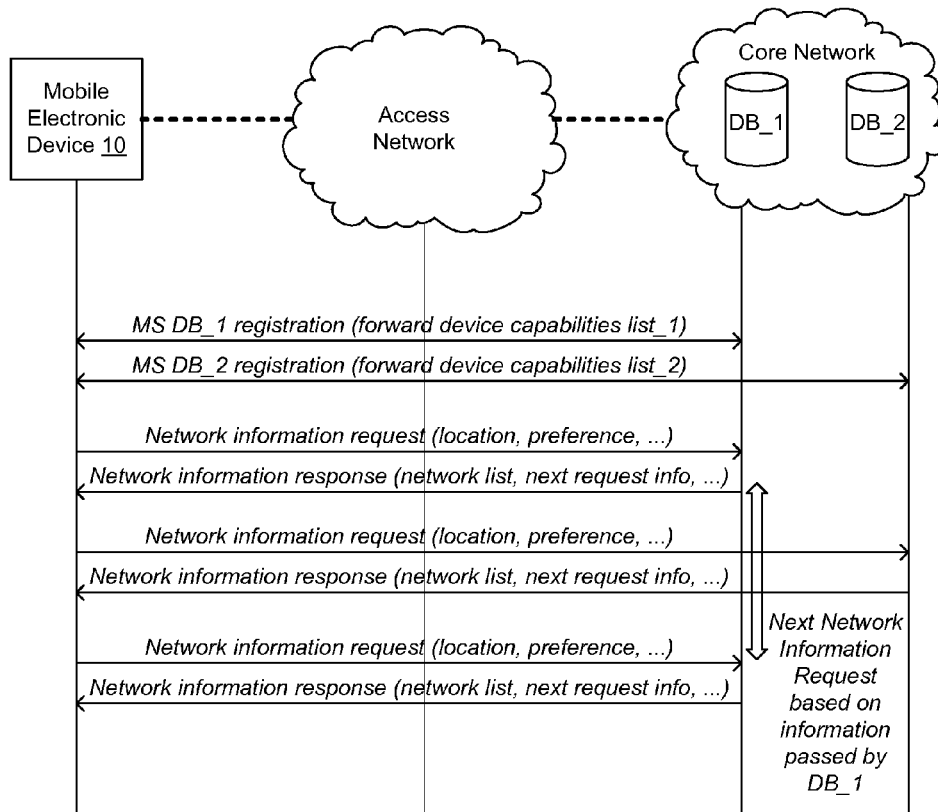 Mobile
Electronic
Device 10
Access
Network
Core Network
DB_1
DB_2
MS DB_1 registration (forward device capabilities list_1)
MS DB_2 registration (forward device capabilities list_2)
Network information request (location, preference, ...)
Network information response (network list, next request info, ...)
Network information request (location, preference, ...)
Network information response (network list, next request info, ...)
Network information request (location, preference, ...)
Network information response (network list, next request info, ...)
Next Network
Information
Request
based on
information
passed by
DB_1